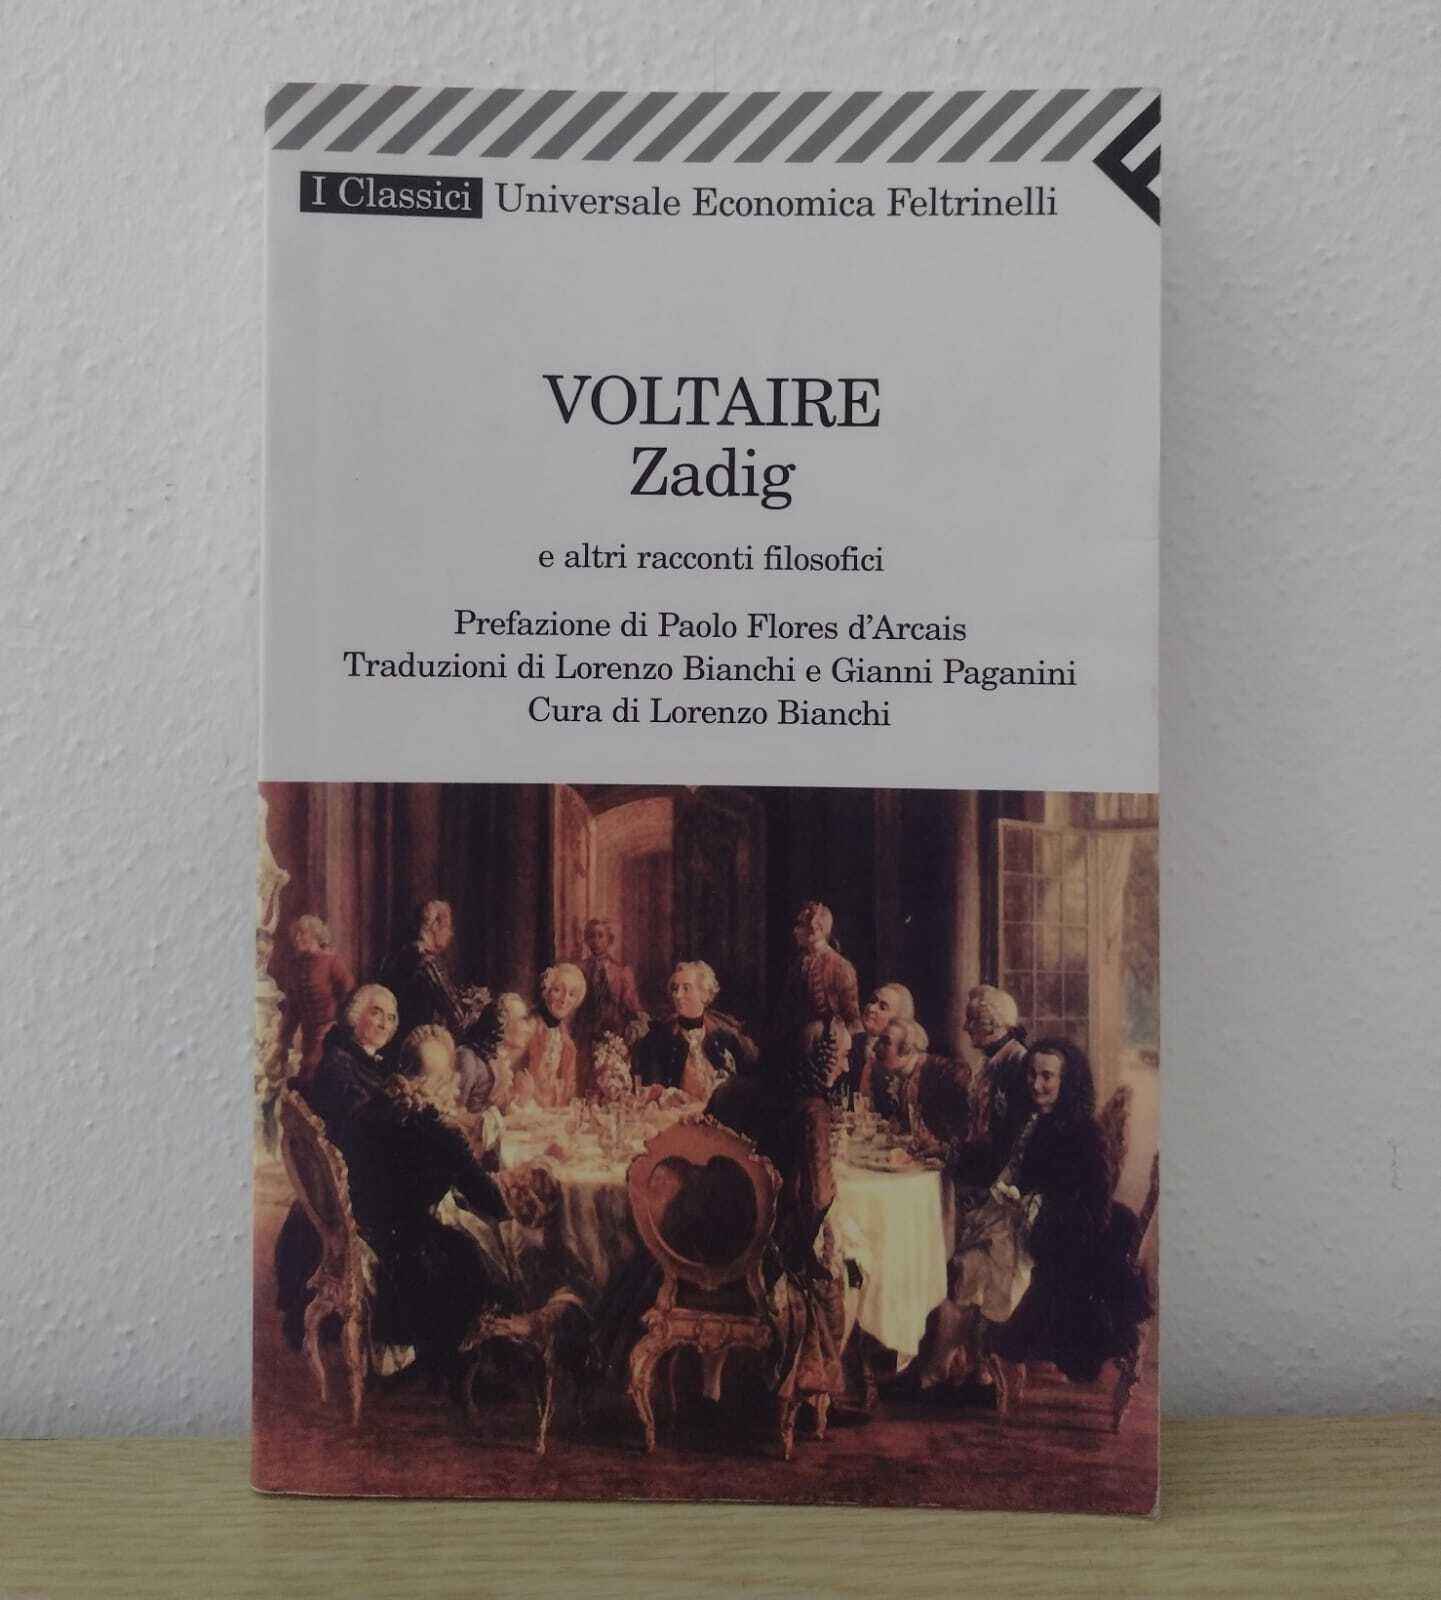 I Classici Universale Economica Feltrinelli
VOLTAIRE
Zadig
e altri racconti filosofici
Prefazione di Paolo Flores d'Arcais
Traduzioni di Lorenzo Bianchi e Gianni Paganini
Cura di Lorenzo Bianchi